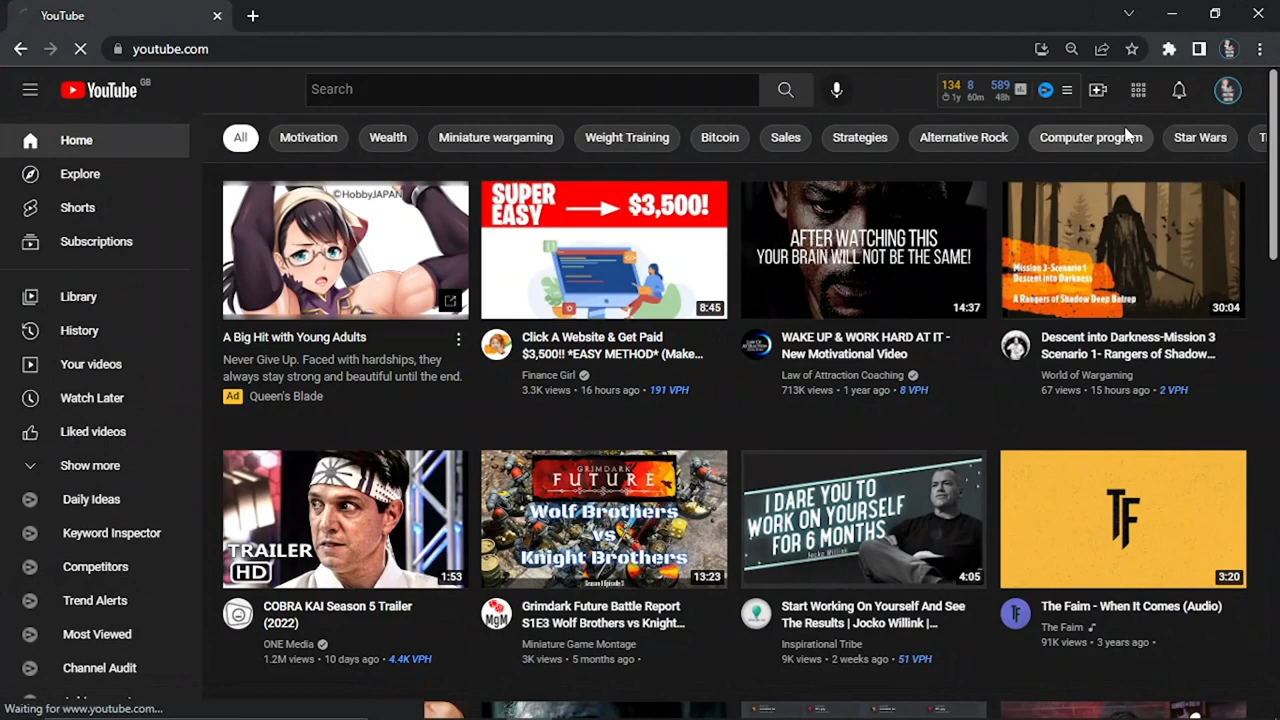 YouTube
youtube.com
YouTube GB
Search
134 8 589
1y 60m 48h
Home
Explore
Shorts
Subscriptions
Library
History
Your videos
Watch Later
Liked videos
Show more
Daily Ideas
Keyword Inspector
Competitors
Trend Alerts
Most Viewed
Channel Audit
All Motivation Wealth Miniature wargaming Weight Training Bitcoin Sales Strategies Alternative Rock Computer program Star Wars
©HobbyJAPAN
A Big Hit with Young Adults
Never Give Up. Faced with hardships, they
always stay strong and beautiful until the end.
Ad Queen's Blade
SUPER
EASY $3,500!
8:45
Click A Website & Get Paid
$3,500!! *EASY METHOD* (Make...
Finance Girl
3.3K views • 16 hours ago • 191 VPH
AFTER WATCHING THIS
YOUR BRAIN WILL NOT BE THE SAME!
14:37
WAKE UP & WORK HARD AT IT -
New Motivational Video
Law of Attraction Coaching
713K views • 1 year ago • 8 VPH
Mission 3-Scenario 1
Descent into Darkness
A Rangers of Shadow Deep Batrep
30:04
Descent into Darkness-Mission 3
Scenario 1- Rangers of Shadow...
World of Wargaming
67 views • 15 hours ago • 2 VPH
TRAILER
HD
1:53
COBRA KAI Season 5 Trailer
(2022)
ONE Media
1.2M views • 10 days ago • 4.4K VPH
GRIMDARK
FUTURE
Wolf Brothers
vs
Knight Brothers
Season 1 Episode 3
13:23
MgM
Grimdark Future Battle Report
S1E3 Wolf Brothers vs Knight...
Miniature Game Montage
3K views • 5 months ago •
I DARE YOU TO
WORK ON YOURSELF
FOR 6 MONTHS
Jocko Willink
4:05
Start Working On Yourself And See
The Results | Jocko Willink |...
Inspirational Tribe
9K views • 2 weeks ago • 51 VPH
TF
3:20
TF
The Faim - When It Comes (Audio)
The Faim
91K views • 3 years ago •
Waiting for www.youtube.com...